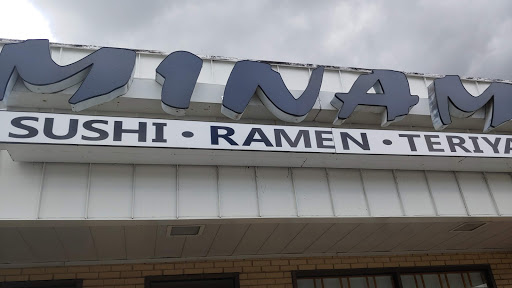 MINAM
SUSHI • RAMEN • TERIYA